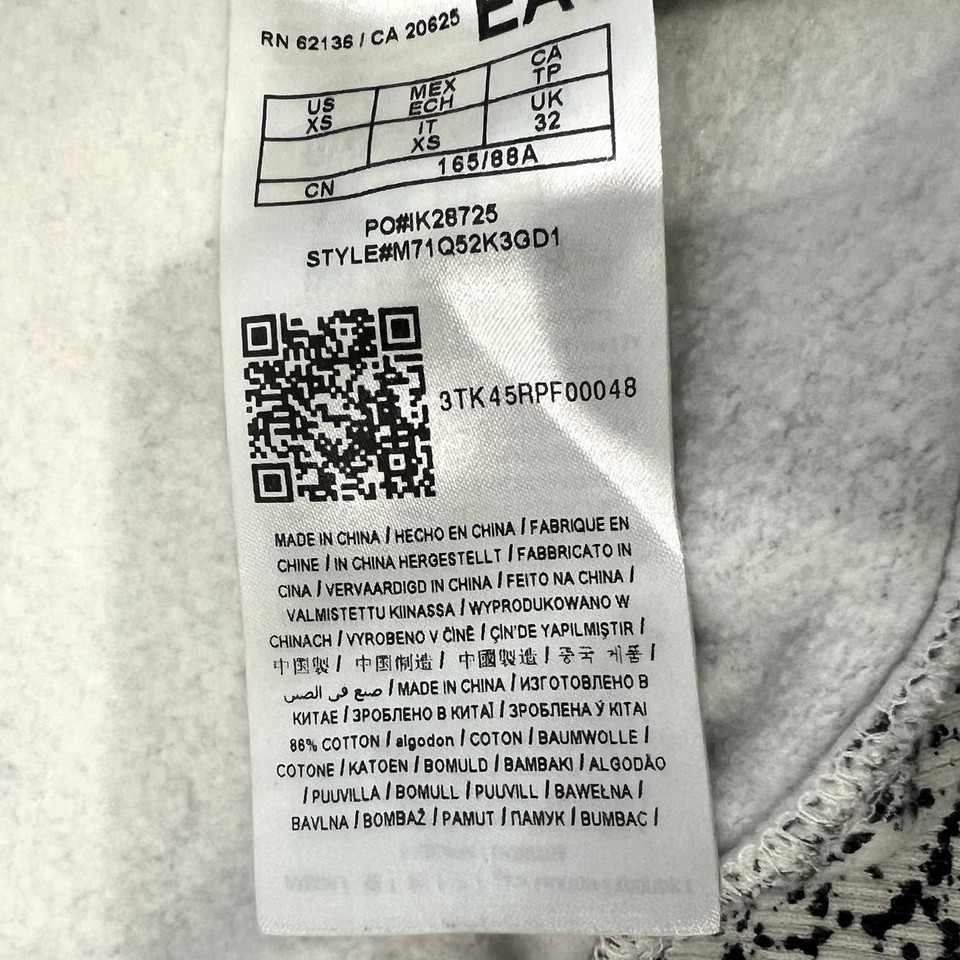 EA
RN 62136 / CA 20625
US XS MEX ECH CA TP
IT XS UK 32
CN 165/88A
PO#IK28725
STYLE#M71Q52K3GD1
3TK45RPF00048
MADE IN CHINA / HECHO EN CHINA / FABRIQUE EN
CHINE / IN CHINA HERGESTELLT / FABBRICATO IN
CINA / VERVAARDIGD IN CHINA / FEITO NA CHINA /
VALMISTETTU KIINASSA / WYPRODUKOWANO W
CHINACH / VYROBENO V ČÍNĚ / ÇIN'DE YAPILMIŞTIR /
中国製 / 中国制造 / 中國製造 / 중국 제품 /
صنع في الصين / MADE IN CHINA / ИЗГОТОВЛЕНО В
КИТАЕ / ЗРОБЛЕНО В КИТАЇ / ЗРОБЛЕНА Ў КІТАІ
86% COTTON / algodon / COTON / BAUMWOLLE /
COTONE / KATOEN / BOMULD / BAMBAKI / ALGODÃO
/ PUUVILLA / BOMULL / PUUVILL / BAWEŁNA /
BAVLNA / BOMBAŽ / PAMUT / ПАМУК / BUMBAC /